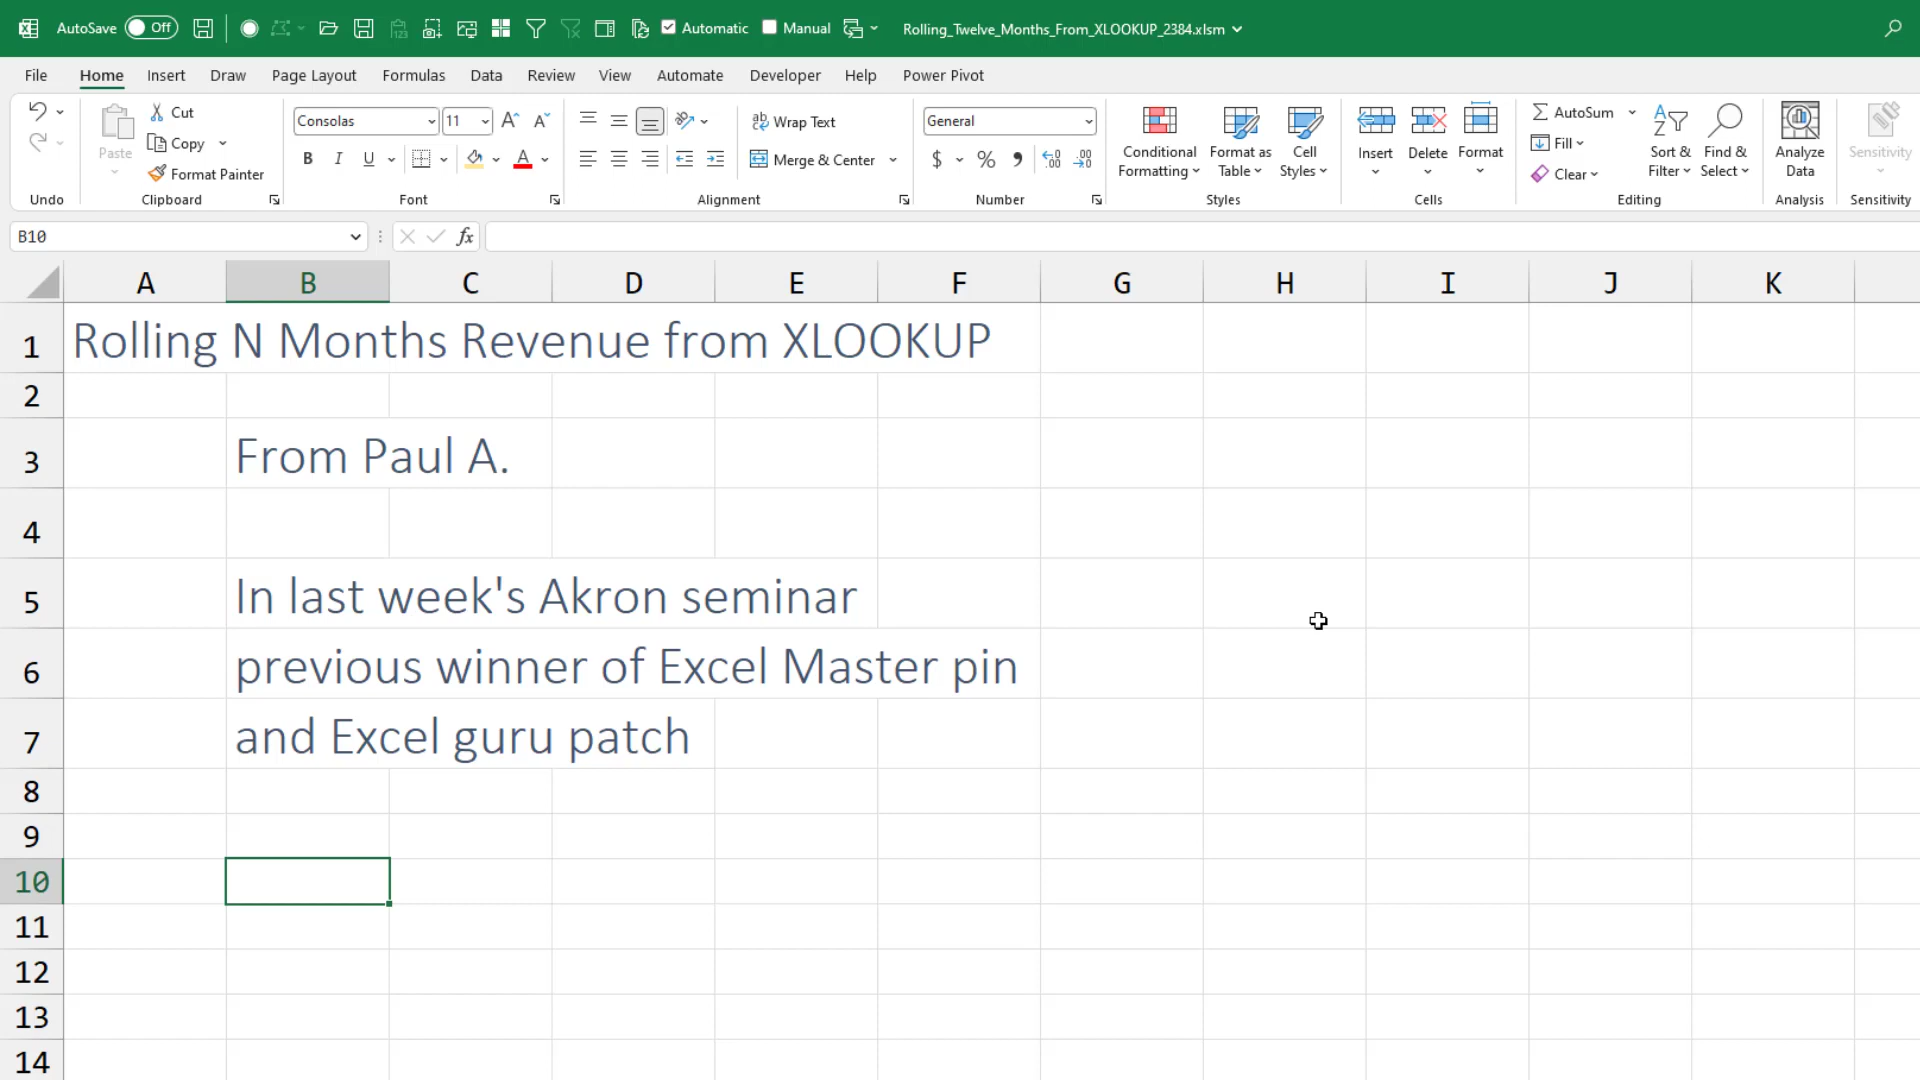 AutoSave Off Automatic Manual Rolling_Twelve_Months_From_XLOOKUP_2384.xlsm
File Home Insert Draw Page Layout Formulas Data Review View Automate Developer Help Power Pivot
Undo
Paste Cut
Copy
Format Painter
Clipboard
Consolas 11
B I U
Font
Wrap Text
Merge & Center
Alignment
General
$ % 
Number
Conditional Formatting Format as Table Cell Styles
Styles
Insert Delete Format
Cells
AutoSum
Fill
Clear
Sort & Filter Find & Select
Editing
Analyze Data
Analysis
Sensitivity
Sensitivity
B10 fx
A B C D E F G H I J K
1 Rolling N Months Revenue from XLOOKUP
2
3 From Paul A.
4
5 In last week's Akron seminar
6 previous winner of Excel Master pin
7 and Excel guru patch
8
9
10
11
12
13
14